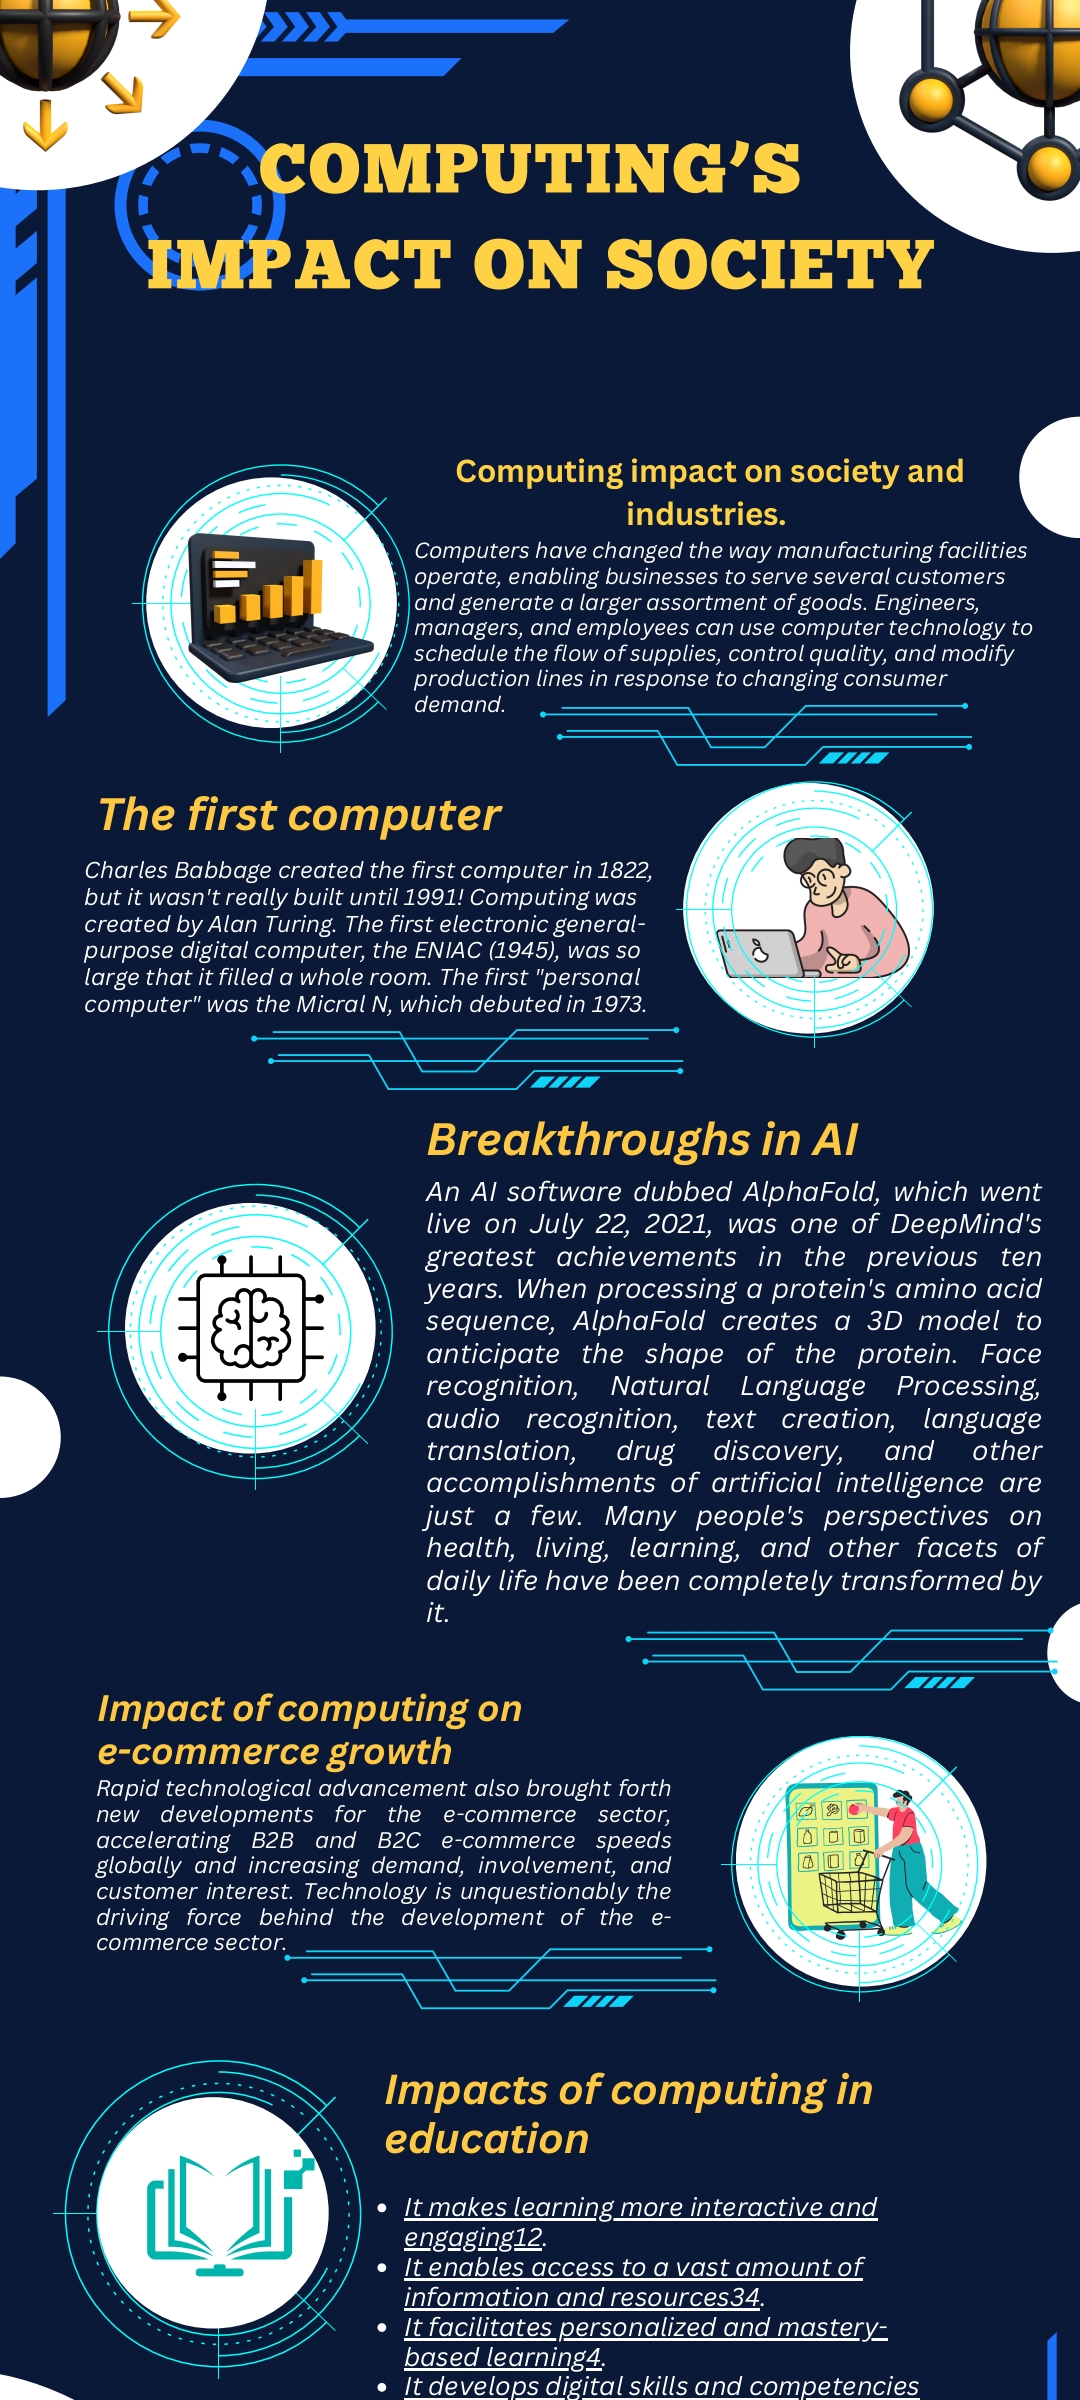 COMPUTING’S
IMPACT ON SOCIETY
Computing impact on society and
industries.
Computers have changed the way manufacturing facilities
operate, enabling businesses to serve several customers
and generate a larger assortment of goods. Engineers,
managers, and employees can use computer technology to
schedule the flow of supplies, control quality, and modify
production lines in response to changing consumer
demand.
The first computer
Charles Babbage created the first computer in 1822,
but it wasn't really built until 1991! Computing was
created by Alan Turing. The first electronic general-
purpose digital computer, the ENIAC (1945), was so
large that it filled a whole room. The first "personal
computer" was the Micral N, which debuted in 1973.
Breakthroughs in AI
An AI software dubbed AlphaFold, which went
live on July 22, 2021, was one of DeepMind's
greatest achievements in the previous ten
years. When processing a protein's amino acid
sequence, AlphaFold creates a 3D model to
anticipate the shape of the protein. Face
recognition, Natural Language Processing,
audio recognition, text creation, language
translation, drug discovery, and other
accomplishments of artificial intelligence are
just a few. Many people's perspectives on
health, living, learning, and other facets of
daily life have been completely transformed by
it.
Impact of computing on
e-commerce growth
Rapid technological advancement also brought forth
new developments for the e-commerce sector,
accelerating B2B and B2C e-commerce speeds
globally and increasing demand, involvement, and
customer interest. Technology is unquestionably the
driving force behind the development of the e-
commerce sector.
Impacts of computing in
education
• It makes learning more interactive and
engaging12.
• It enables access to a vast amount of
information and resources34.
• It facilitates personalized and mastery-
based learning4.
• It develops digital skills and competencies